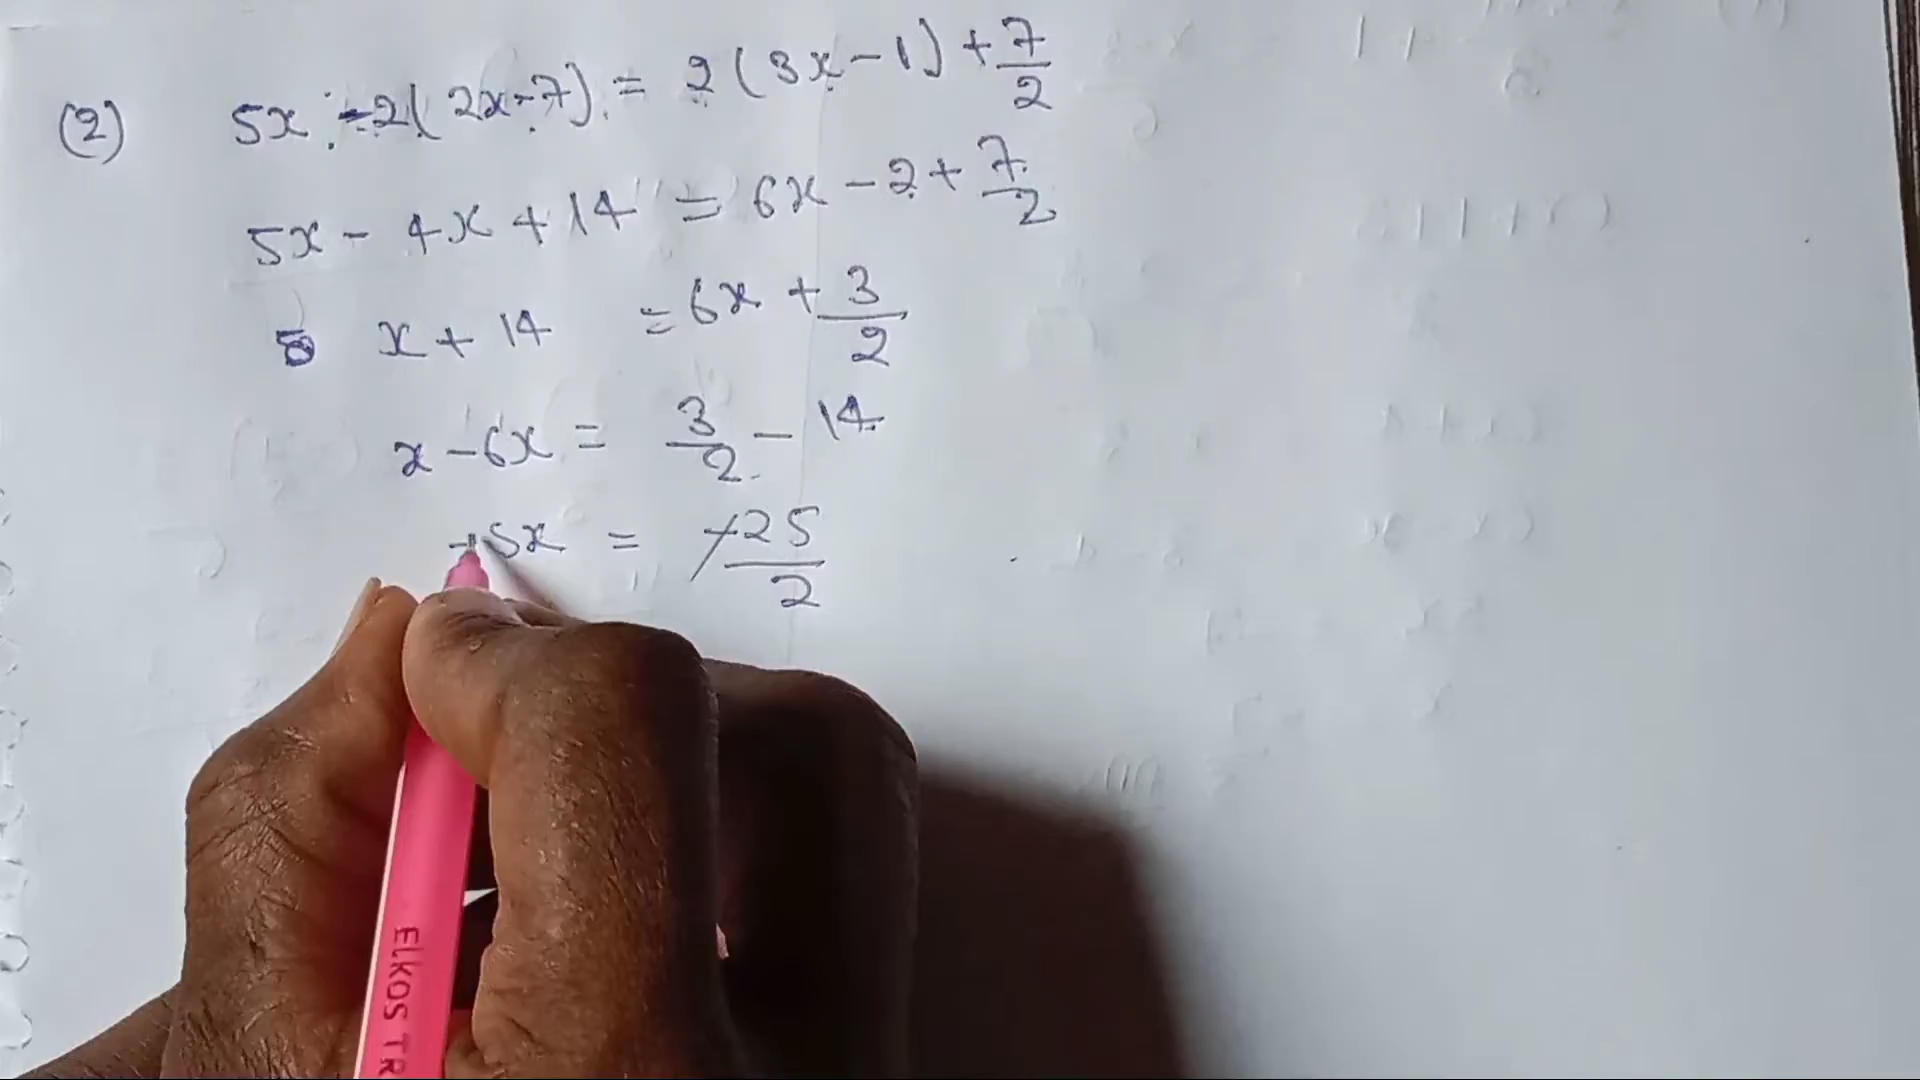 (2) 5x - 2(2x-7) = 2(3x-1) + 7/2
5x - 4x + 14 = 6x - 2 + 7/2
x + 14 = 6x + 3/2
x - 6x = 3/2 - 14
-5x = -25/2
ELKOS TR